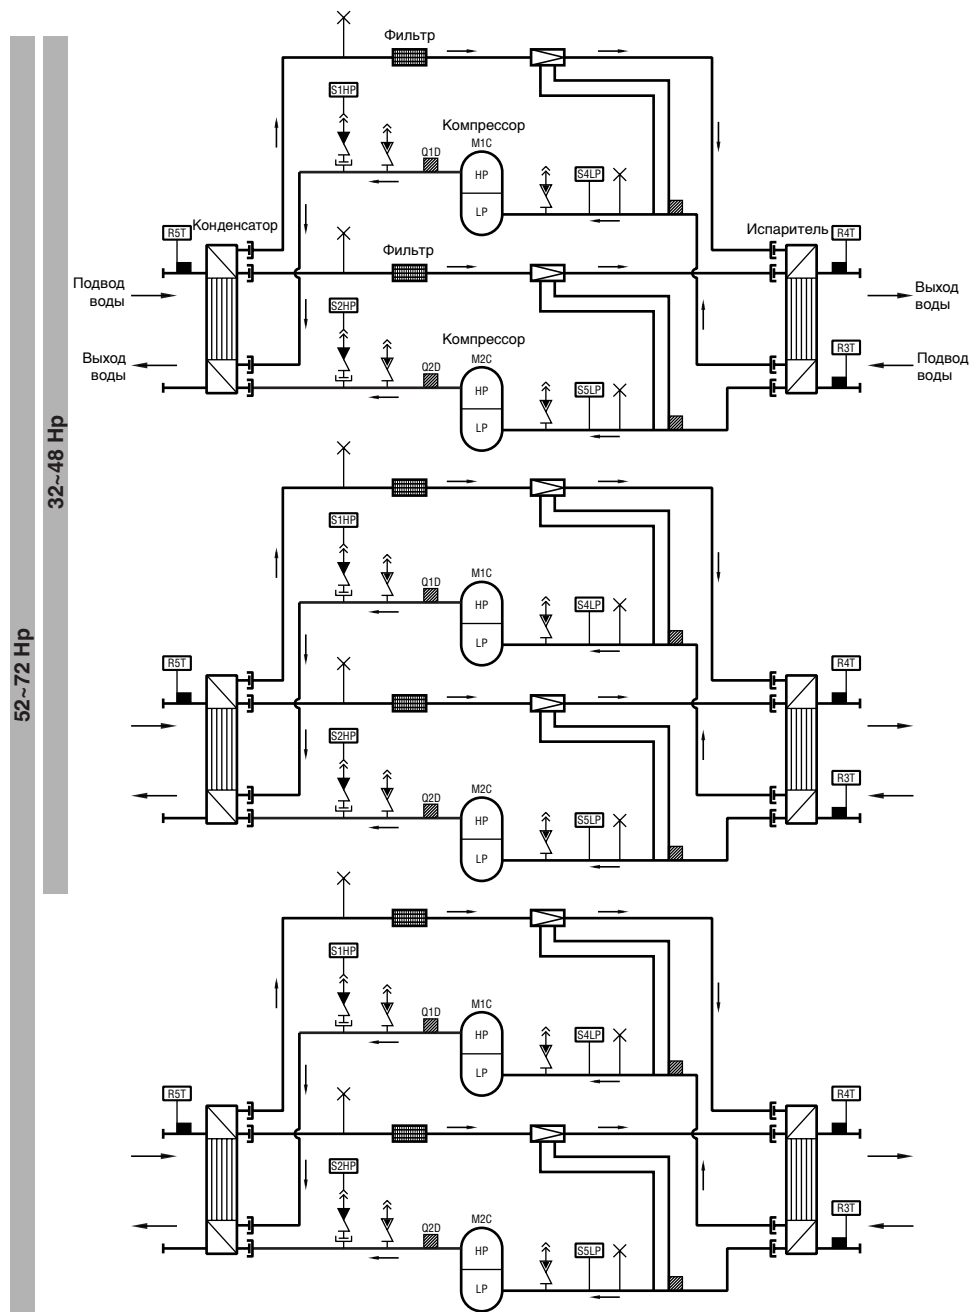 Фильтр
S1HP
Компрессор
Q1D
M1C
HP
LP
S4LP
R5T
Конденсатор
Фильтр
Испаритель
R4T
Подвод
воды
Выход
воды
S2HP
Компрессор
Выход
воды
Q2D
M2C
HP
LP
S5LP
R3T
Подвод
воды
32~48 Hp
52~72 Hp
S1HP
Q1D
M1C
HP
LP
S4LP
R5T
R4T
S2HP
Q2D
M2C
HP
LP
S5LP
R3T
S1HP
Q1D
M1C
HP
LP
S4LP
R5T
R4T
S2HP
Q2D
M2C
HP
LP
S5LP
R3T